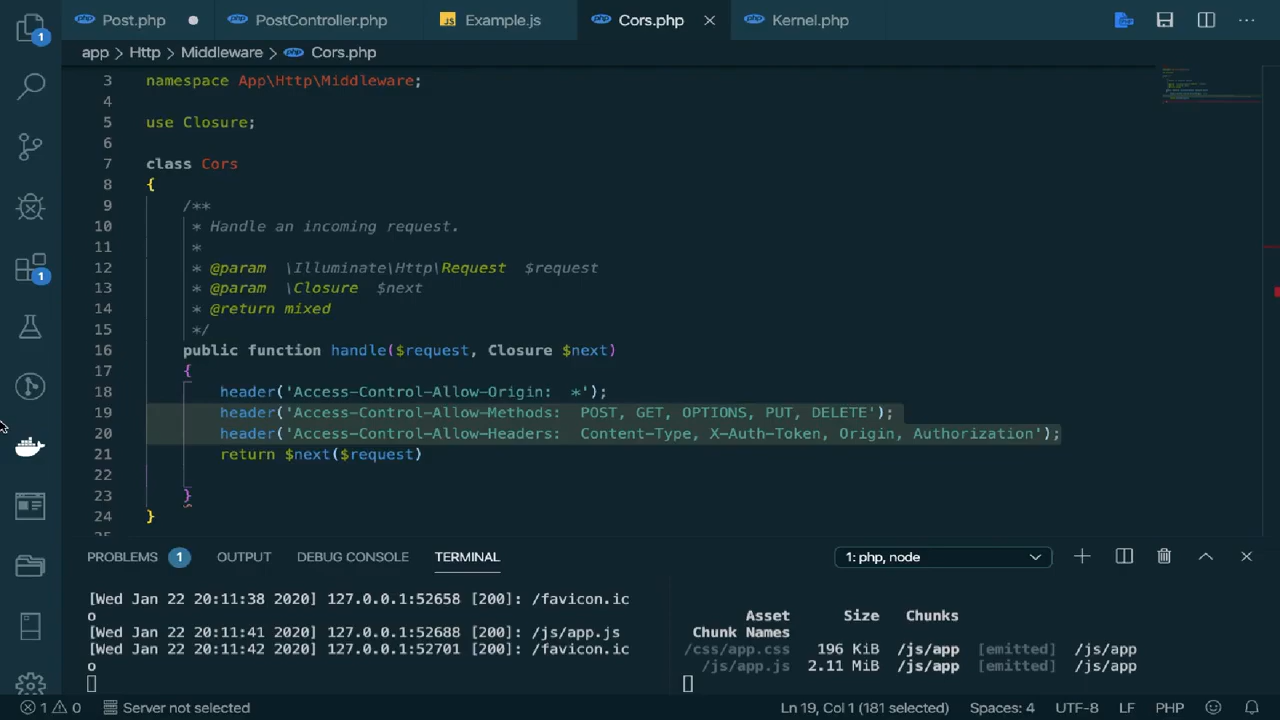 1 Post.php PostController.php JS Example.js Cors.php Kernel.php
app > Http > Middleware > Cors.php
3 namespace App\Http\Middleware;
4
5 use Closure;
6
7 class Cors
8 {
9 /**
10 * Handle an incoming request.
11 *
12 * @param \Illuminate\Http\Request $request
13 * @param \Closure $next
14 * @return mixed
15 */
16 public function handle($request, Closure $next)
17 {
18 header('Access-Control-Allow-Origin: *');
19 header('Access-Control-Allow-Methods: POST, GET, OPTIONS, PUT, DELETE');
20 header('Access-Control-Allow-Headers: Content-Type, X-Auth-Token, Origin, Authorization');
21 return $next($request)
22
23 }
24 }
1
PROBLEMS 1 OUTPUT DEBUG CONSOLE TERMINAL 1: php, node
[Wed Jan 22 20:11:38 2020] 127.0.0.1:52658 [200]: /favicon.ic
o
[Wed Jan 22 20:11:41 2020] 127.0.0.1:52688 [200]: /js/app.js
[Wed Jan 22 20:11:42 2020] 127.0.0.1:52701 [200]: /favicon.ic
o
Asset Size Chunks
Chunk Names
/css/app.css 196 KiB /js/app [emitted] /js/app
/js/app.js 2.11 MiB /js/app [emitted] /js/app
1 0 Server not selected Ln 19, Col 1 (181 selected) Spaces: 4 UTF-8 LF PHP